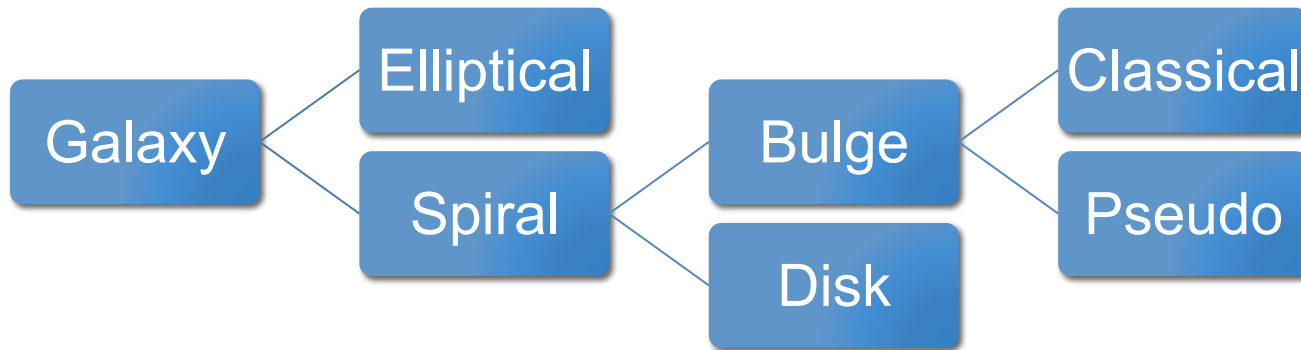 Galaxy
Elliptical
Spiral
Bulge
Disk
Classical
Pseudo